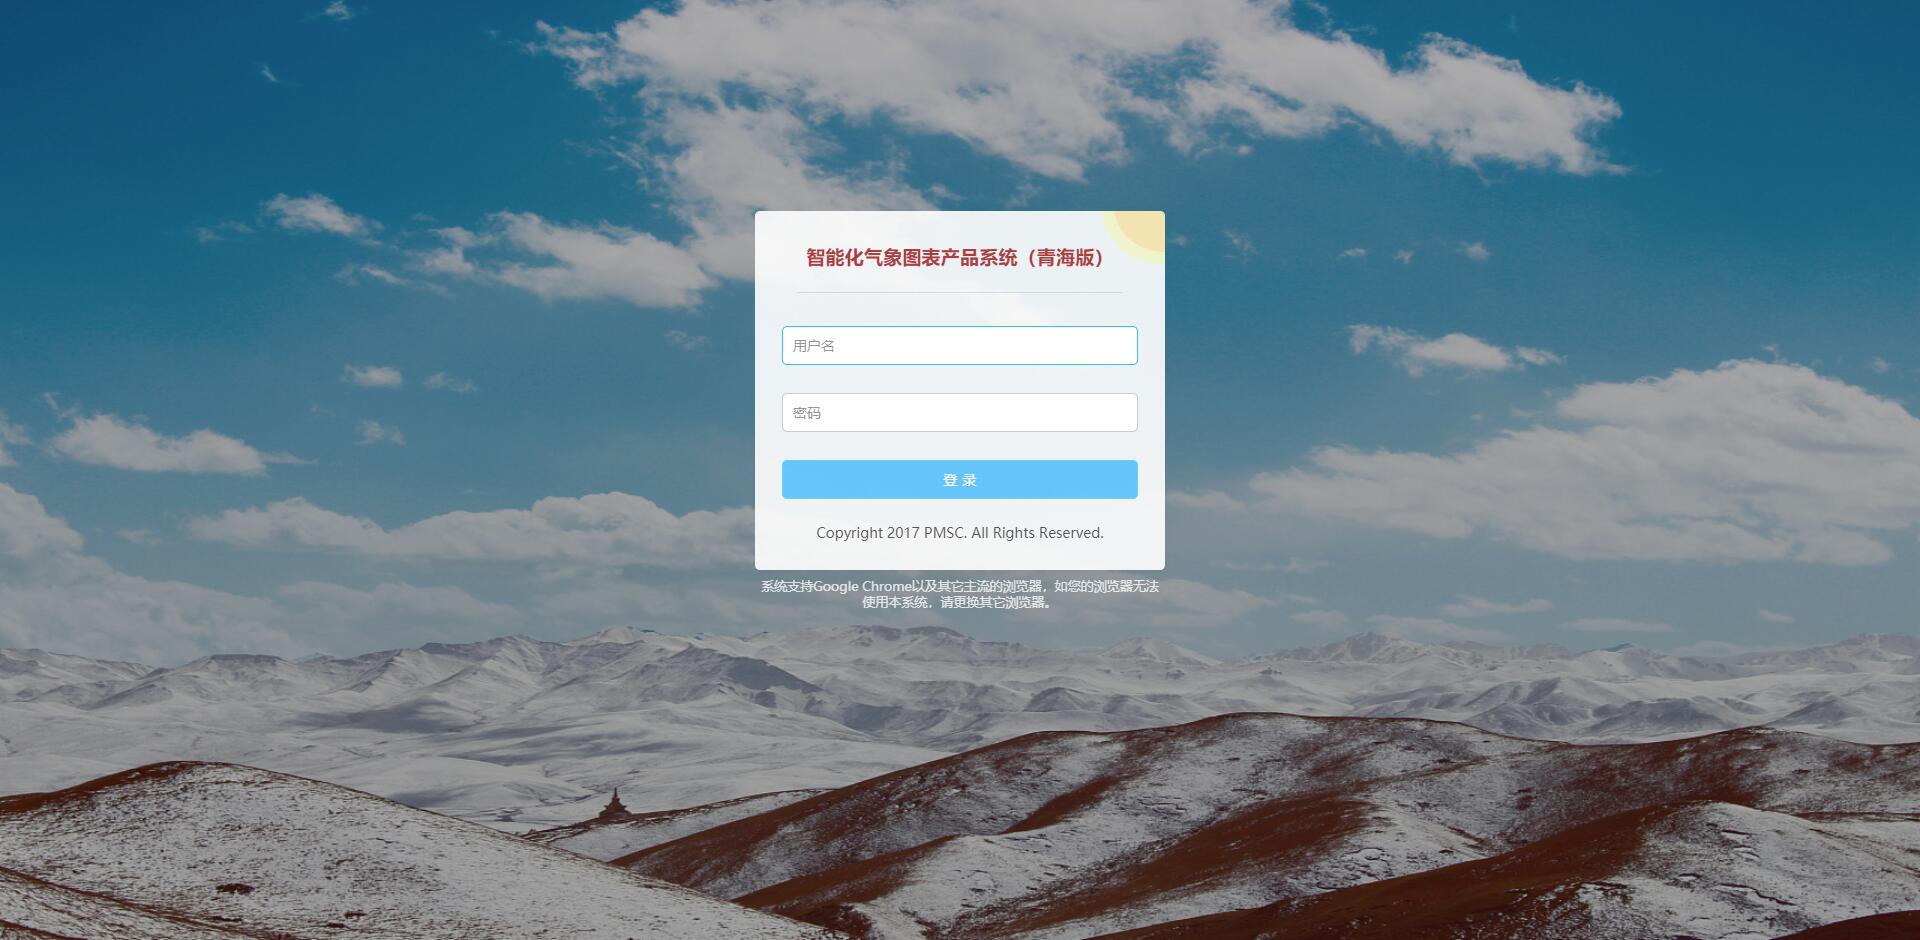 智能化气象图表产品系统（青海版）
用户名
密码
登 录
Copyright 2017 PMSC. All Rights Reserved.
系统支持Google Chrome以及其它主流的浏览器，如您的浏览器无法
使用本系统，请更换其它浏览器。